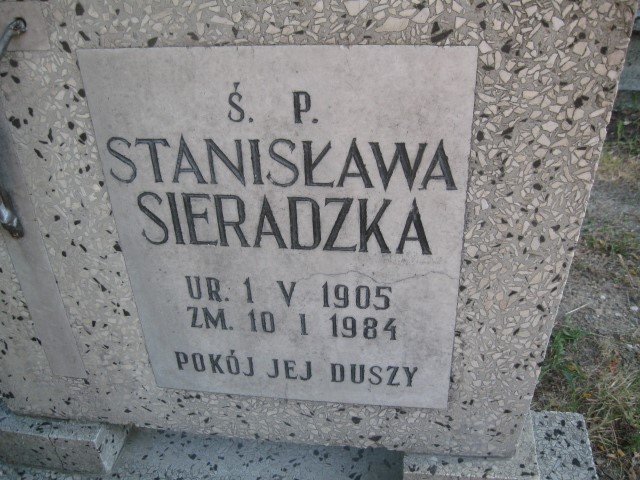 Ś. P.
STANISŁAWA
SIERADZKA
UR. 1 V 1905
ZM. 10 I 1984
POKÓJ JEJ DUSZY